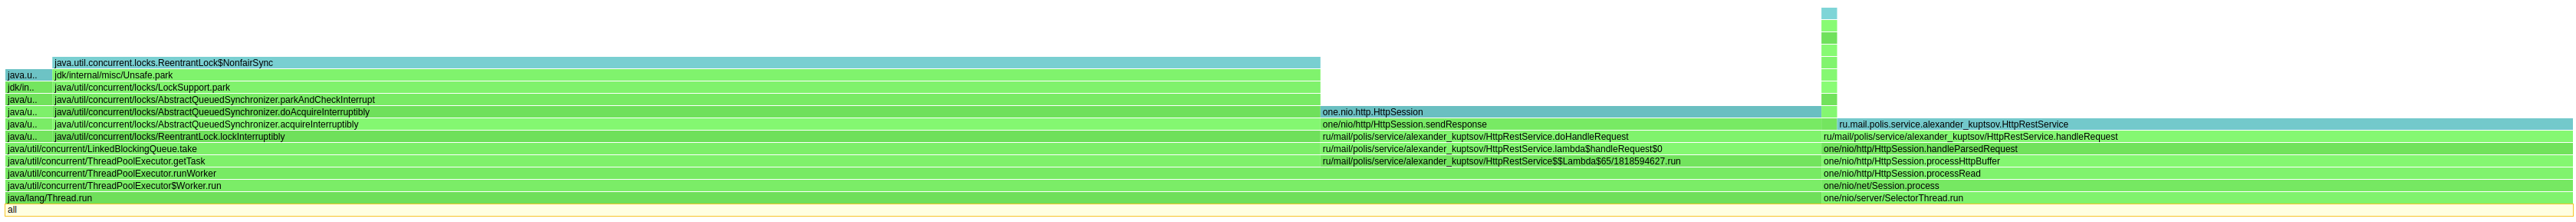 java.util.concurrent.locks.ReentrantLock$NonfairSync
java.u.. jdk/internal/misc/Unsafe.park
jdk/in.. java/util/concurrent/locks/LockSupport.park
java/u.. java/util/concurrent/locks/AbstractQueuedSynchronizer.parkAndCheckInterrupt
java/u.. java/util/concurrent/locks/AbstractQueuedSynchronizer.doAcquireInterruptibly one.nio.http.HttpSession
java/u.. java/util/concurrent/locks/AbstractQueuedSynchronizer.acquireInterruptibly one/nio/http/HttpSession.sendResponse ru.mail.polis.service.alexander_kuptsov.HttpRestService
java/u.. java/util/concurrent/locks/ReentrantLock.lockInterruptibly ru/mail/polis/service/alexander_kuptsov/HttpRestService.doHandleRequest ru/mail/polis/service/alexander_kuptsov/HttpRestService.handleRequest
java/util/concurrent/LinkedBlockingQueue.take ru/mail/polis/service/alexander_kuptsov/HttpRestService.lambda$handleRequest$0 one/nio/http/HttpSession.handleParsedRequest
java/util/concurrent/ThreadPoolExecutor.getTask ru/mail/polis/service/alexander_kuptsov/HttpRestService$$Lambda$65/1818594627.run one/nio/http/HttpSession.processHttpBuffer
java/util/concurrent/ThreadPoolExecutor.runWorker one/nio/http/HttpSession.processRead
java/util/concurrent/ThreadPoolExecutor$Worker.run one/nio/net/Session.process
java/lang/Thread.run one/nio/server/SelectorThread.run
all